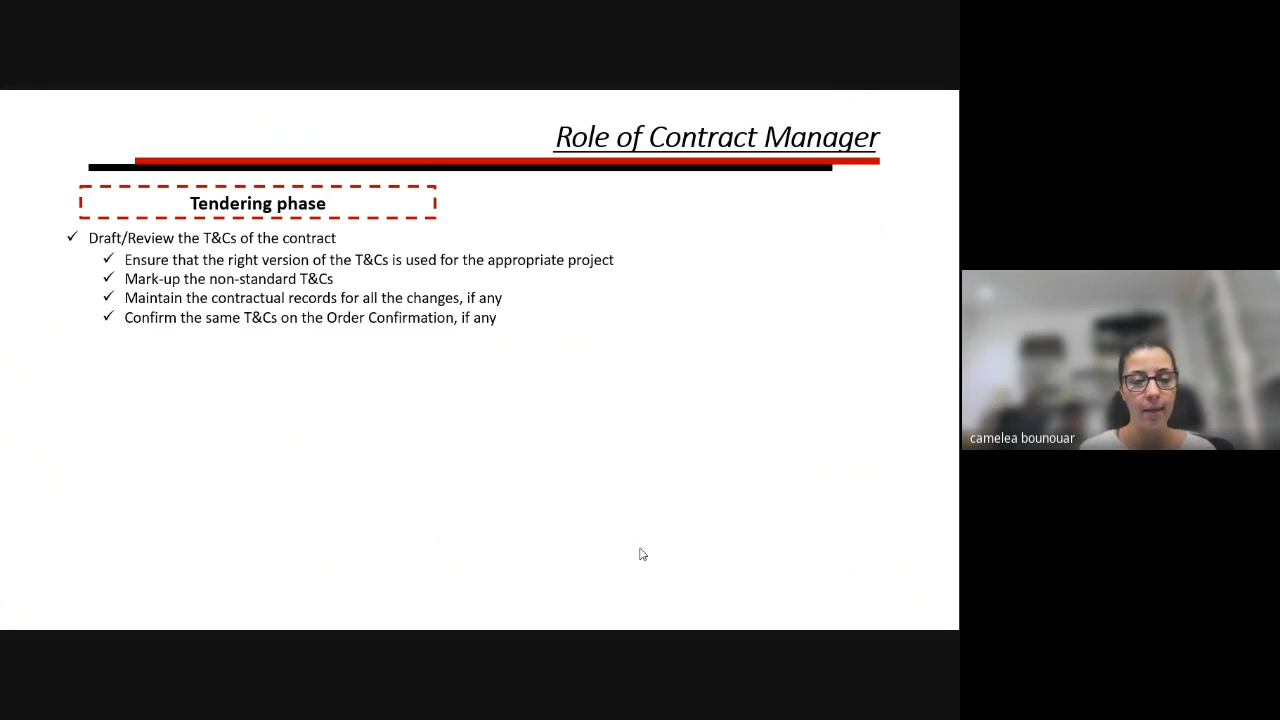 Role of Contract Manager
Tendering phase
✓ Draft/Review the T&Cs of the contract
✓ Ensure that the right version of the T&Cs is used for the appropriate project
✓ Mark-up the non-standard T&Cs
✓ Maintain the contractual records for all the changes, if any
✓ Confirm the same T&Cs on the Order Confirmation, if any
camelea bounouar